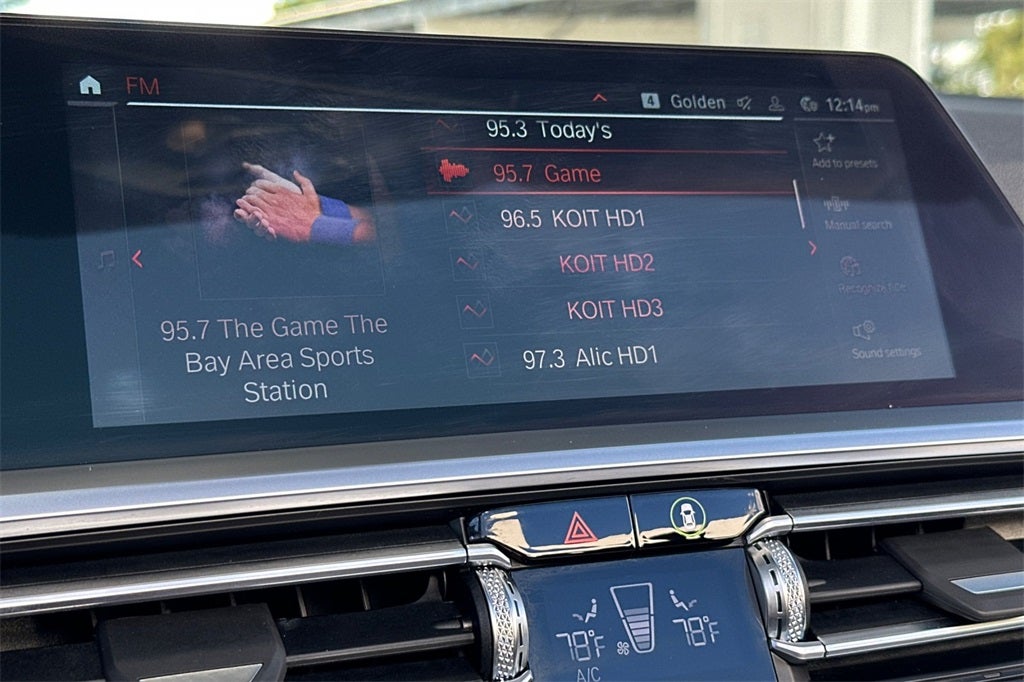 FM
4 Golden 12:14pm
95.3 Today's
95.7 Game
96.5 KOIT HD1
KOIT HD2
KOIT HD3
97.3 Alic HD1
95.7 The Game The
Bay Area Sports
Station
Add to presets
Manual search
Recognize title
Sound settings
78°F 78°F
A/C